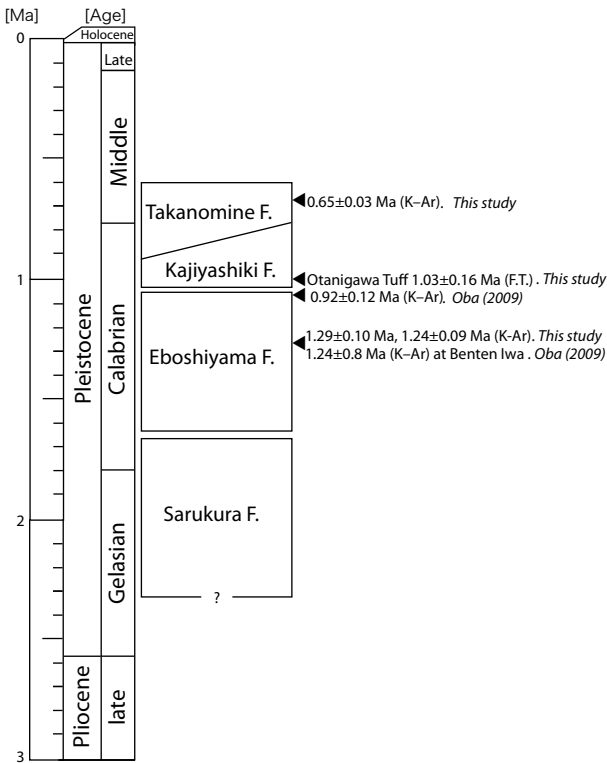 [Ma]
[Age]
0
Holocene
Late
Middle
Takanomine F.
0.65±0.03 Ma (K–Ar). This study
Kajiyashiki F.
1
Otanigawa Tuff 1.03±0.16 Ma (F.T.) . This study
0.92±0.12 Ma (K–Ar). Oba (2009)
Pleistocene
Calabrian
Eboshiyama F.
1.29±0.10 Ma, 1.24±0.09 Ma (K-Ar). This study
1.24±0.8 Ma (K–Ar) at Benten Iwa . Oba (2009)
Sarukura F.
2
Gelasian
?
Pliocene
late
3